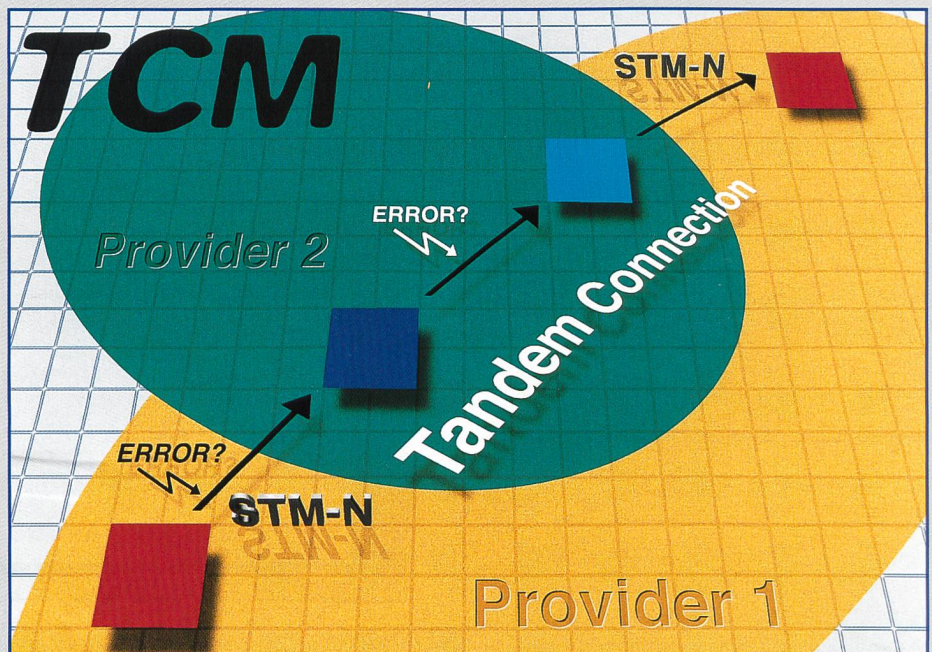 TCM
STM-N
ERROR?
Provider 2
Tandem Connection
ERROR?
STM-N
Provider 1